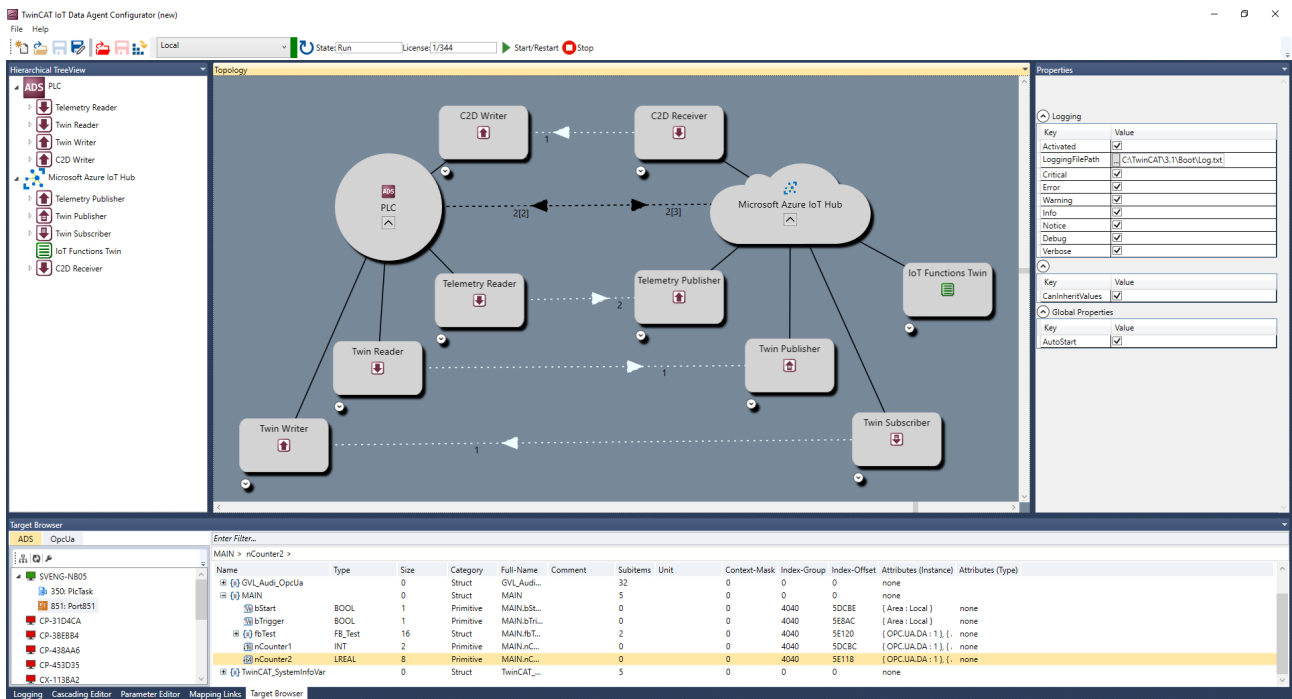 TwinCAT IoT Data Agent Configurator (new)
File Help
Local State: Run License: 1/344 Start/Restart Stop
Hierarchical TreeView
ADS PLC
Telemetry Reader
Twin Reader
Twin Writer
C2D Writer
Microsoft Azure IoT Hub
Telemetry Publisher
Twin Publisher
Twin Subscriber
IoT Functions Twin
C2D Receiver
Topology
C2D Writer
C2D Receiver
1
ADS
PLC
2[2]
2[3]
Microsoft Azure IoT Hub
Telemetry Reader
Telemetry Publisher
IoT Functions Twin
2
Twin Reader
Twin Publisher
1
Twin Writer
Twin Subscriber
1
Properties
Logging
Key Value
Activated
LoggingFilePath ... C:\TwinCAT\3.1\Boot\Log.txt
Critical
Error
Warning
Info
Notice
Debug
Verbose
Key Value
CanInheritValues
Global Properties
Key Value
AutoStart
Target Browser
ADS OpcUa
SVENG-NB05
350: PlcTask
851: Port851
CP-31D4CA
CP-3BEBB4
CP-438AA6
CP-453D35
CX-113BA2
Enter Filter...
MAIN > nCounter2 >
Name Type Size Category Full-Name Comment Subitems Unit Context-Mask Index-Group Index-Offset Attributes (Instance) Attributes (Type)
GVL_Audi_OpcUa 0 Struct GVL_Audi... 32 0 0 0 none
MAIN 0 Struct MAIN 5 0 0 0 none
bStart BOOL 1 Primitive MAIN.bSt... 0 0 4040 5DCBE { Area : Local } none
bTrigger BOOL 1 Primitive MAIN.bTri... 0 0 4040 5E8AC { Area : Local } none
fbTest FB_Test 16 Struct MAIN.fbT... 2 0 4040 5E120 { OPC.UA.DA : 1 }, { . none
nCounter1 INT 2 Primitive MAIN.nC... 0 0 4040 5DCBC { OPC.UA.DA : 1 }, { . none
nCounter2 LREAL 8 Primitive MAIN.nC... 0 0 4040 5E118 { OPC.UA.DA : 1 }, { . none
TwinCAT_SystemInfoVar 0 Struct TwinCAT_... 5 0 0 0 none
Logging Cascading Editor Parameter Editor Mapping Links Target Browser